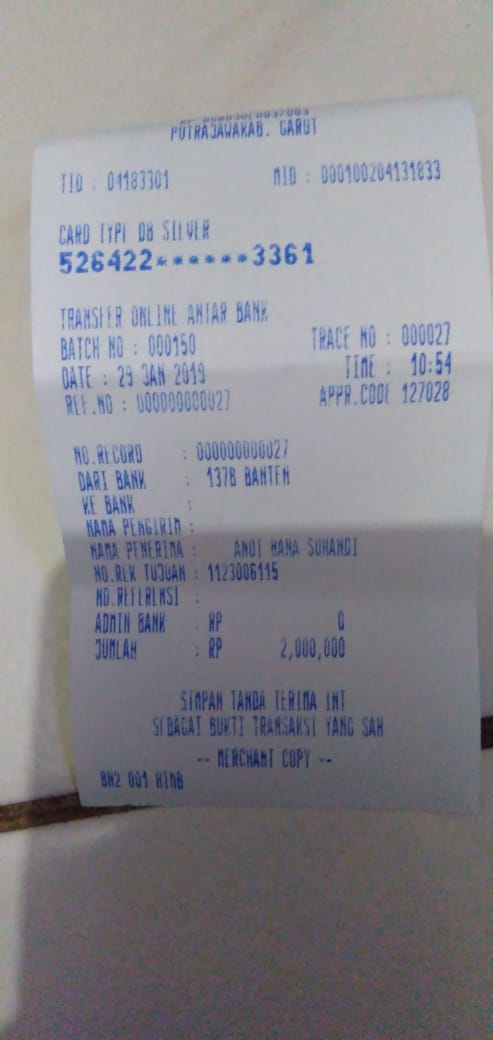 POTRAJAWAKAB. GARUT
TID : 04183301 MID : 000100204131833
CARD TYPE DB SILVER
526422******3361
TRANSFER ONLINE ANTAR BANK
BATCH NO : 000150 TRACE NO : 000027
DATE : 29 JAN 2019 TIME : 10:54
REF.NO : 000000000027 APPR.CODE 127028
NO.RECORD : 000000000027
DARI BANK : 137B BANTEN
KE BANK :
NAMA PENGIRIM :
NAMA PENERIMA : ANDI NANA SUHANDI
NO.REK TUJUAN : 1123006115
NO.REFERENSI :
ADMIN BANK : RP 0
JUMLAH : RP 2,000,000
SIMPAN TANDA TERIMA INI
SEBAGAI BUKTI TRANSAKSI YANG SAH
-- MERCHANT COPY --
BM2 001 HIMB